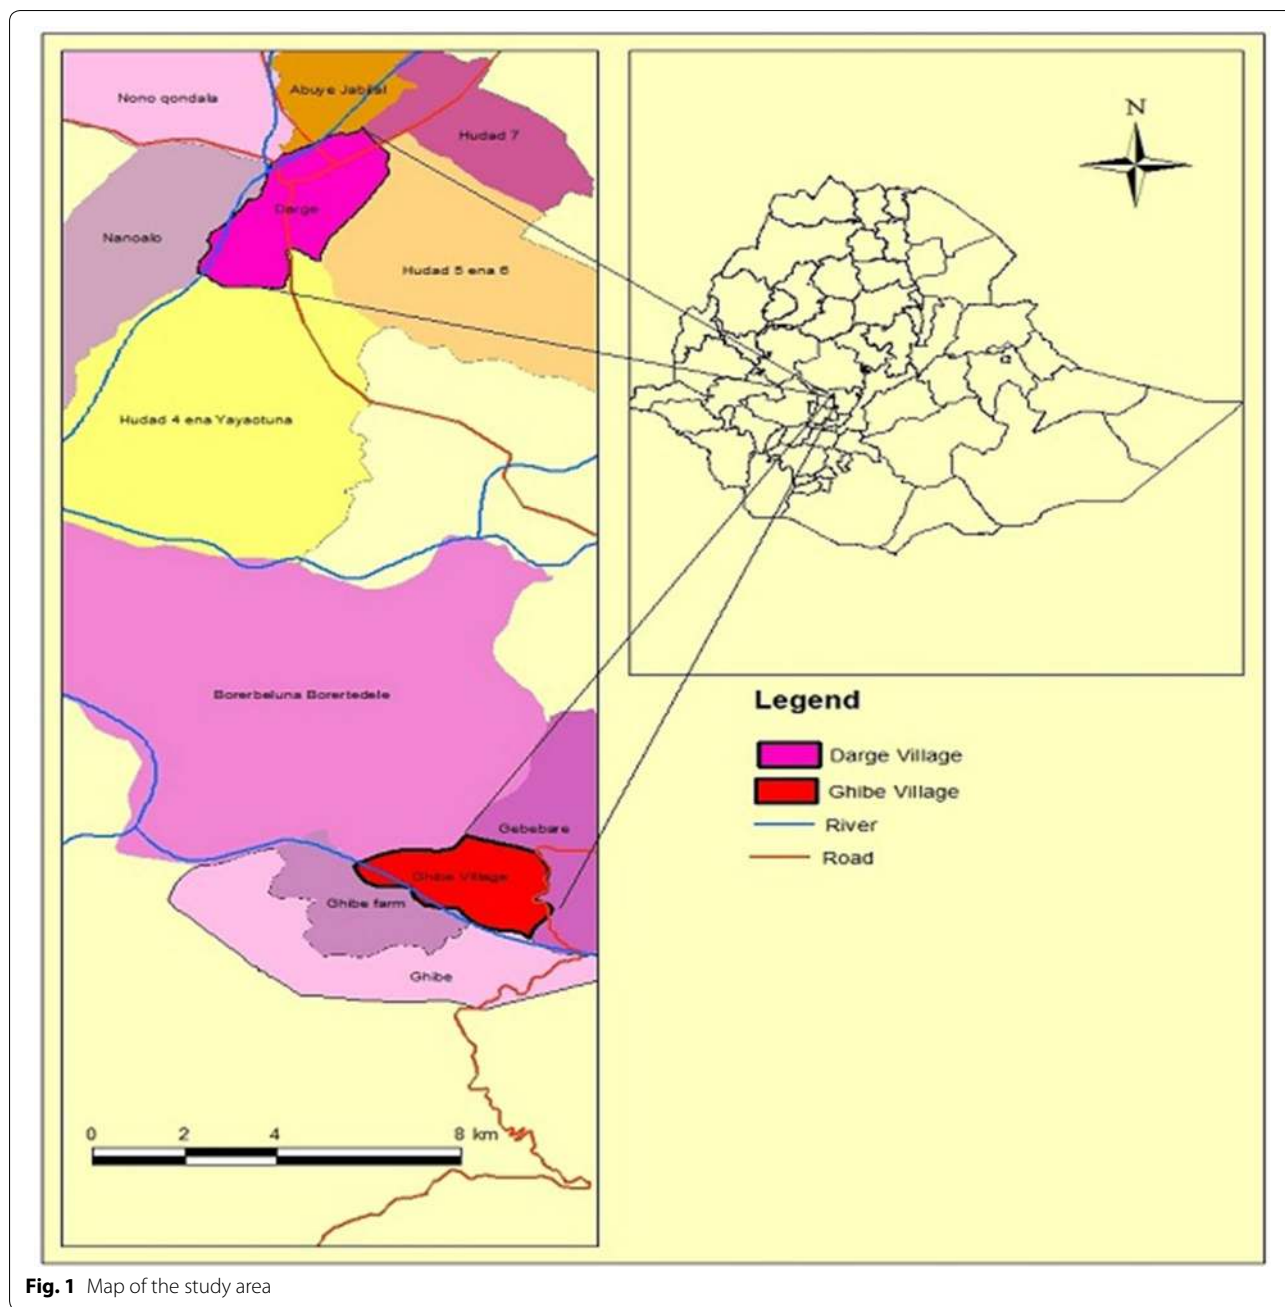 Nono qondala
Abuye Jabilal
Hudad 7
Darge
Nanoalo
Hudad 5 ena 6
Hudad 4 ena Yayaotuna
Borerbeluna Borertedele
Gebebare
Ghibe Village
Ghibe farm
Ghibe
0 2 4 8 km
N
Legend
Darge Village
Ghibe Village
River
Road
Fig. 1 Map of the study area